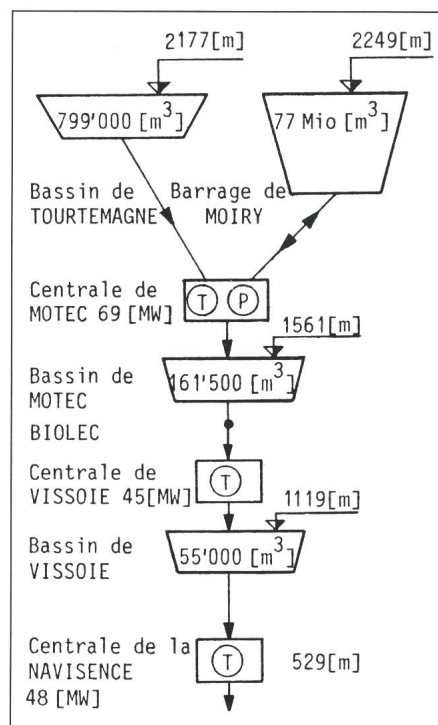 2177[m]
2249[m]
799'000 [m³]
77 Mio [m³]
Bassin de
TOURTEMAGNE
Barrage de
MOIRY
Centrale de
MOTEC 69 [MW]
T
P
1561[m]
Bassin de
MOTEC
161'500 [m³]
BIOLEC
Centrale de
VISSOIE 45[MW]
T
1119[m]
Bassin de
VISSOIE
55'000 [m³]
Centrale de la
NAVISENCE
48 [MW]
T
529[m]